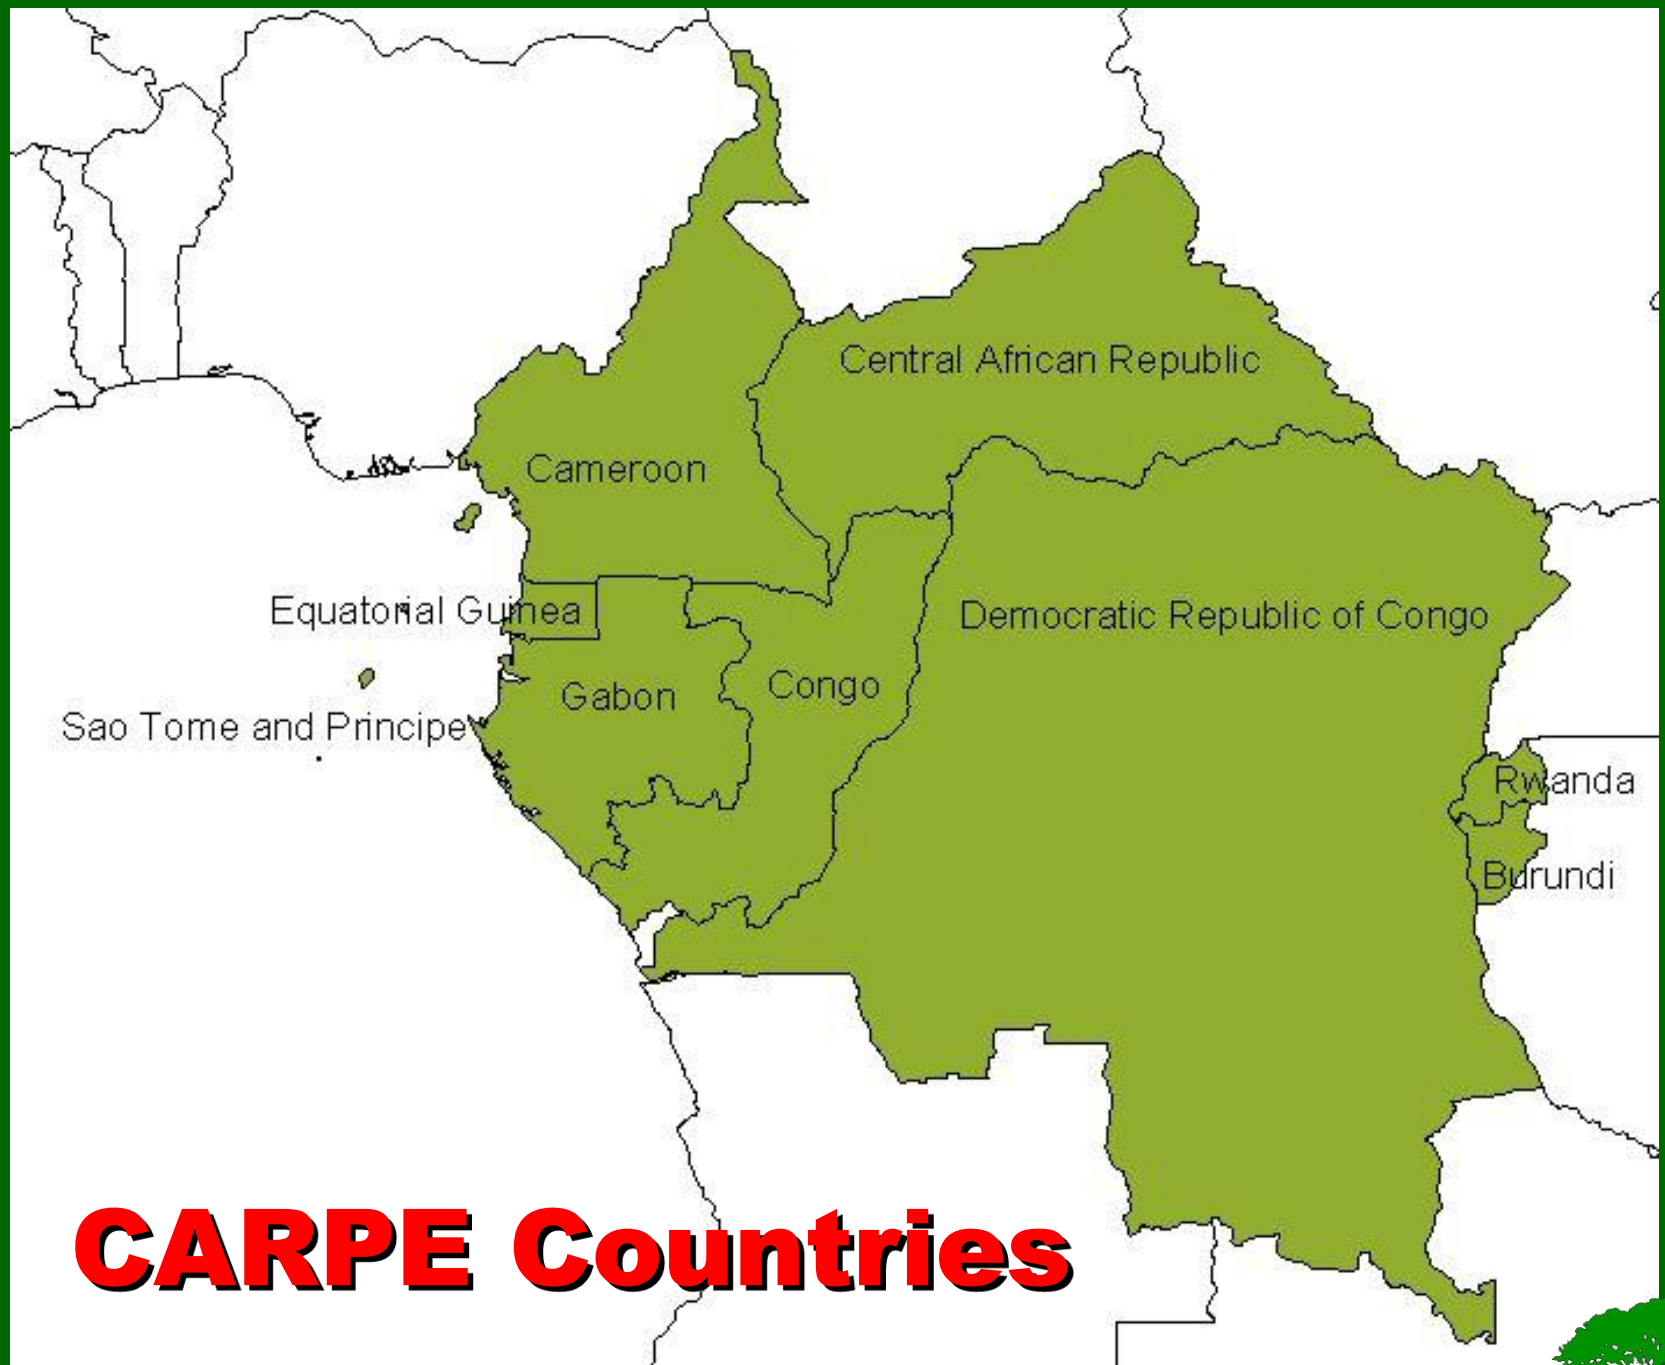 Central African Republic
Cameroon
Equatorial Guinea
Democratic Republic of Congo
Gabon
Congo
Sao Tome and Principe
Rwanda
Burundi
CARPE Countries